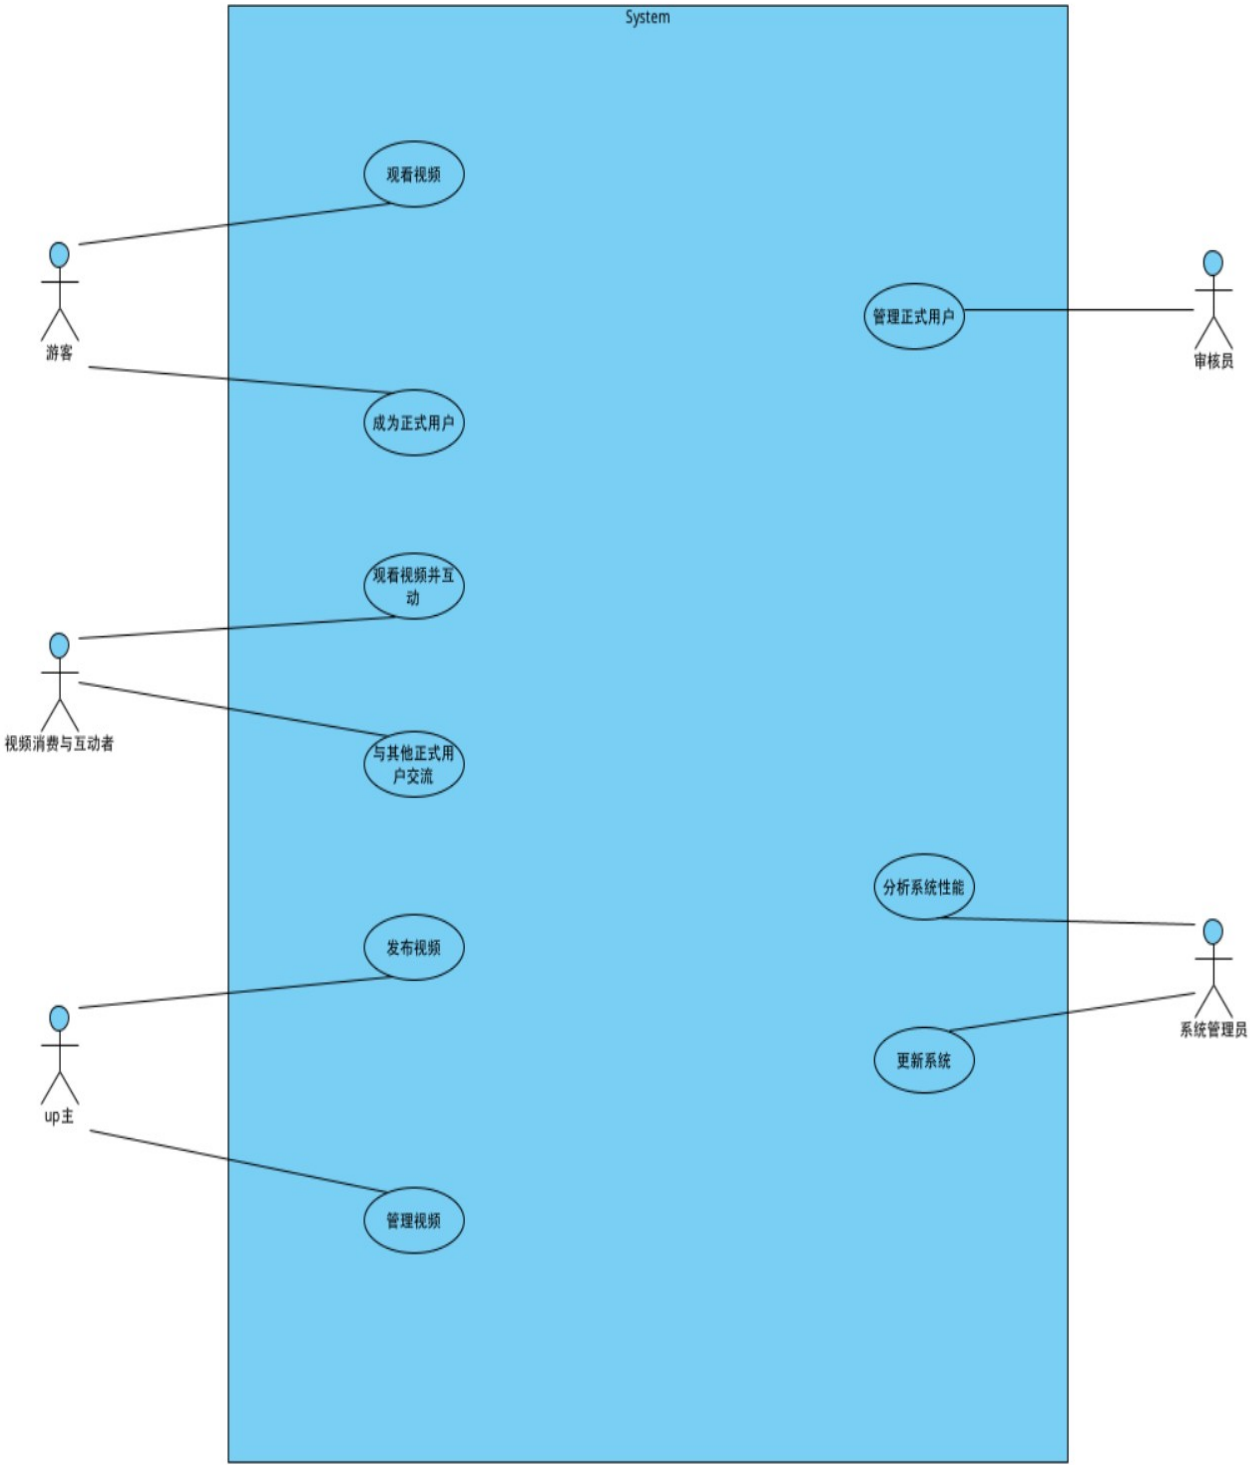 System
观看视频
管理正式用户
游客
审核员
成为正式用户
观看视频并互
动
视频消费与互动者
与其他正式用
户交流
分析系统性能
发布视频
系统管理员
更新系统
up主
管理视频